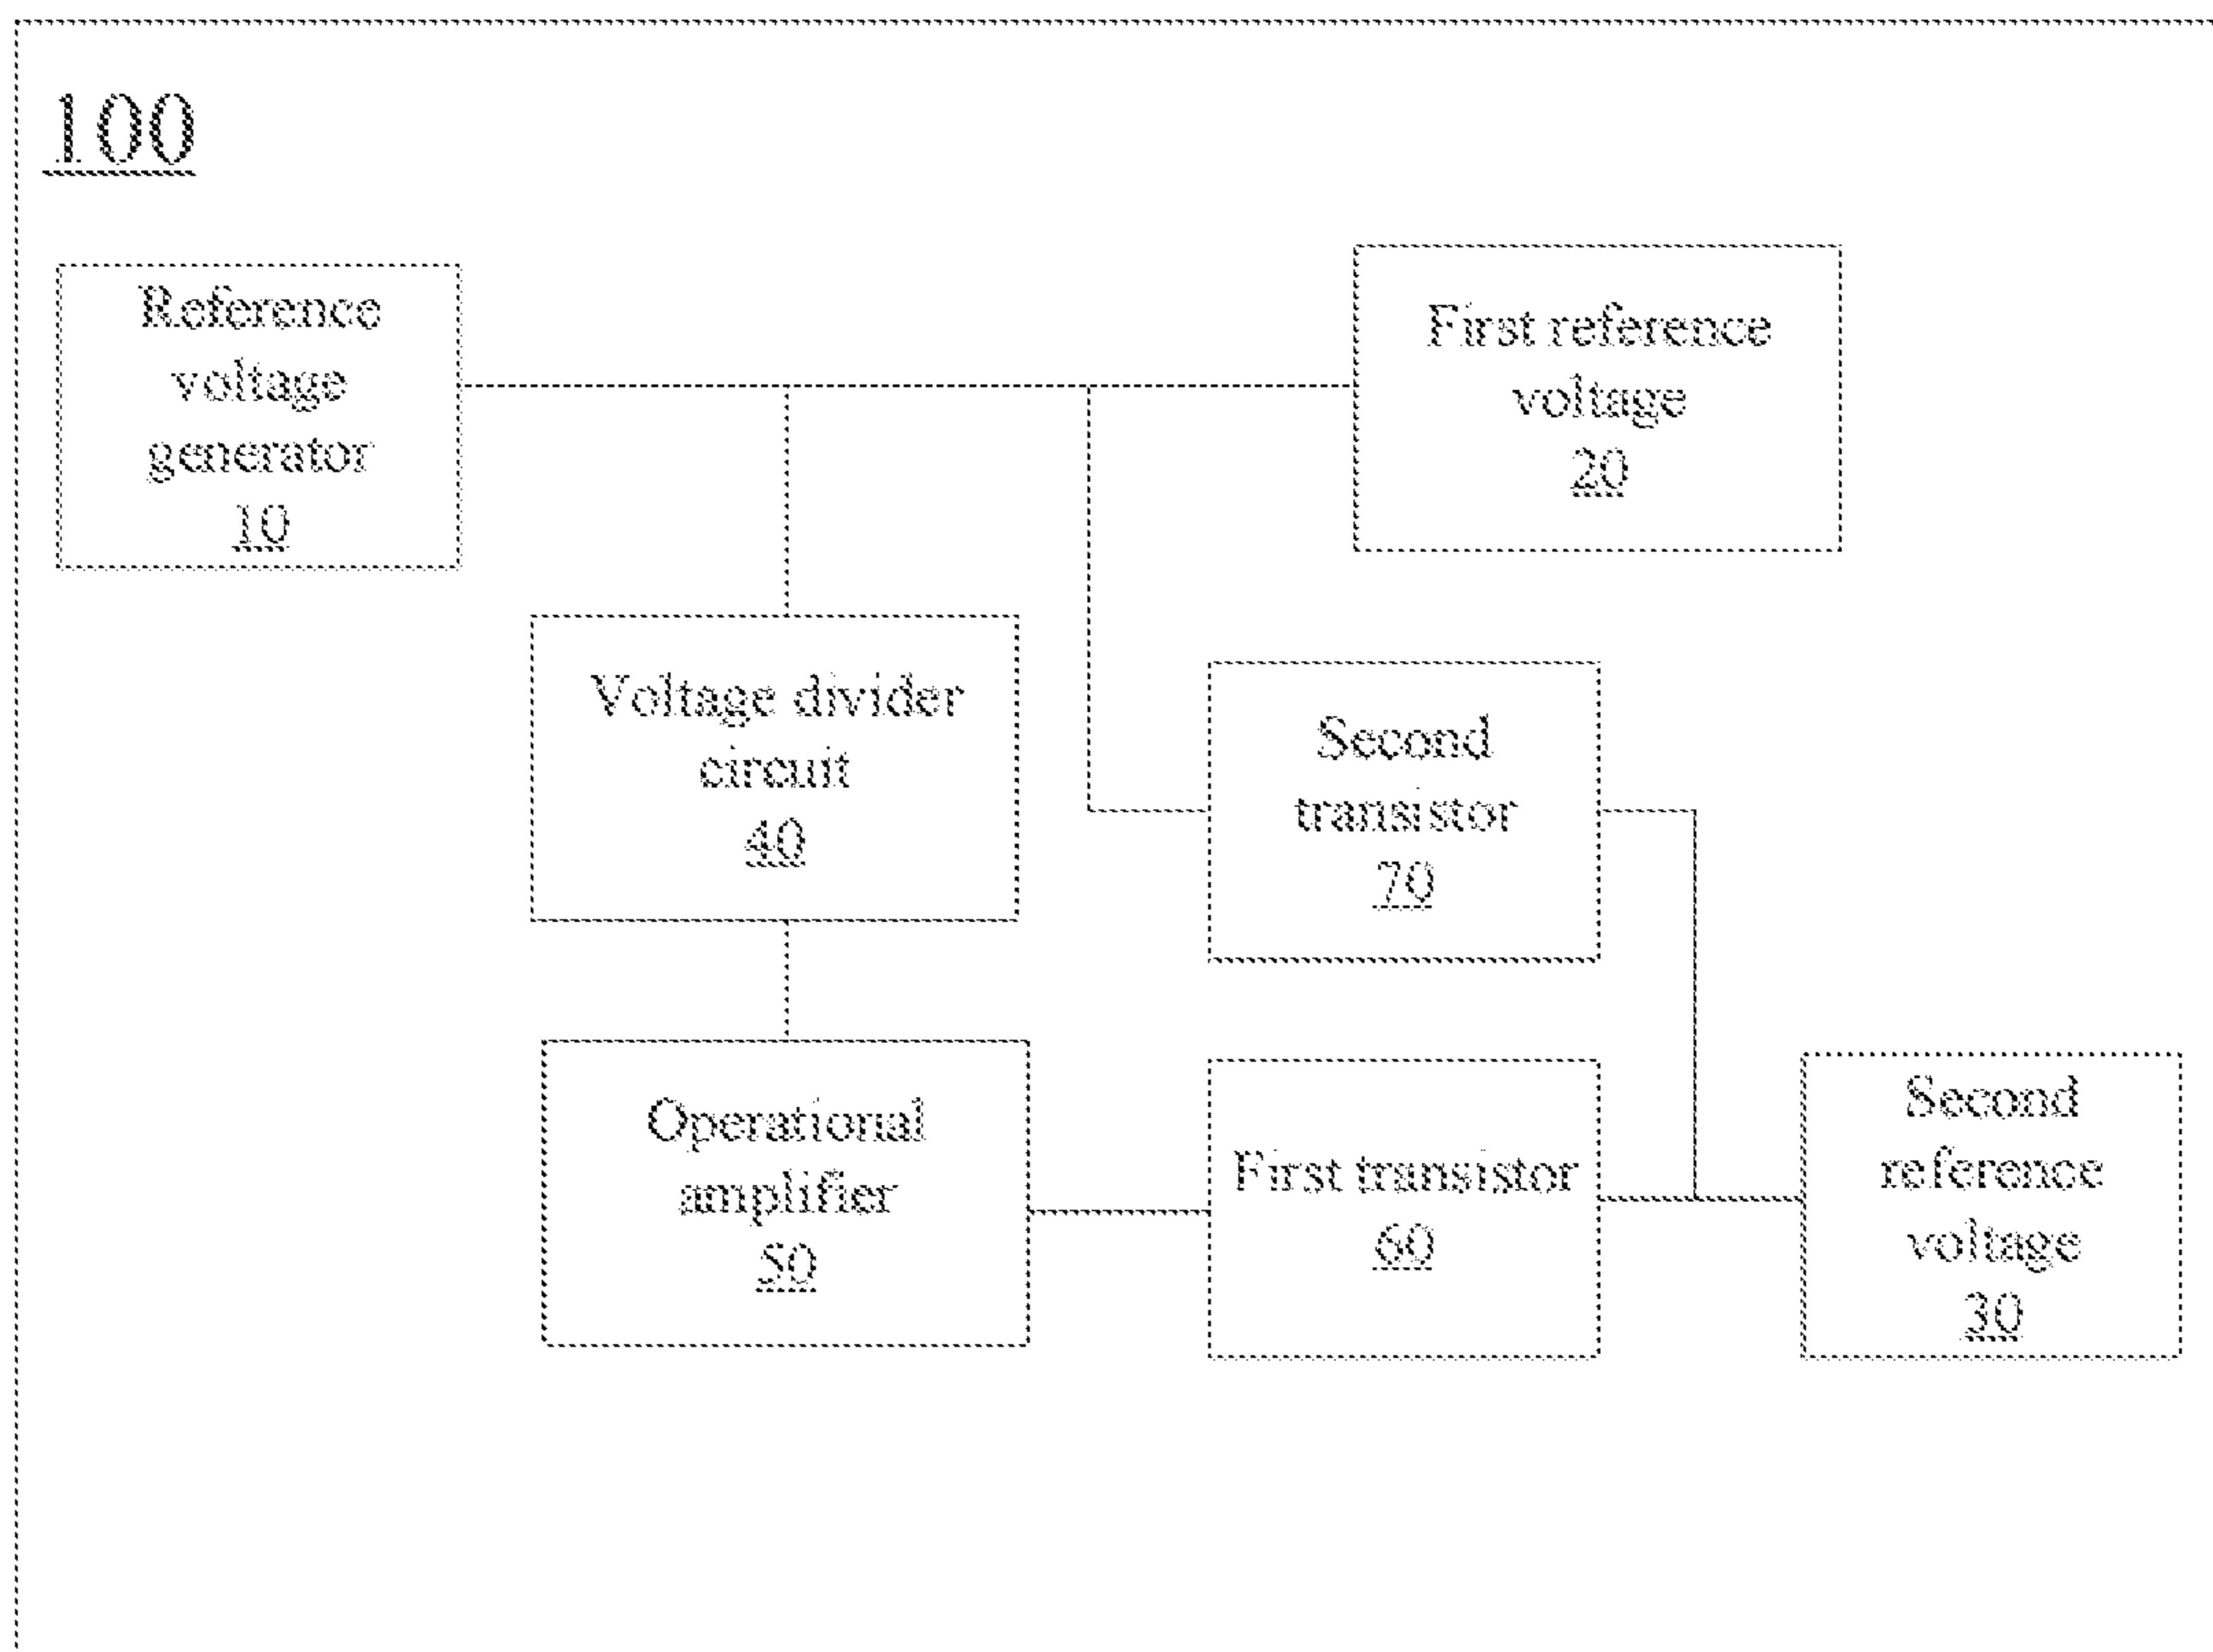 100
Reference
voltage
generator
10
First reference
voltage
20
Voltage divider
circuit
40
Second
transistor
70
Operational
amplifier
50
First transistor
60
Second
reference
voltage
30